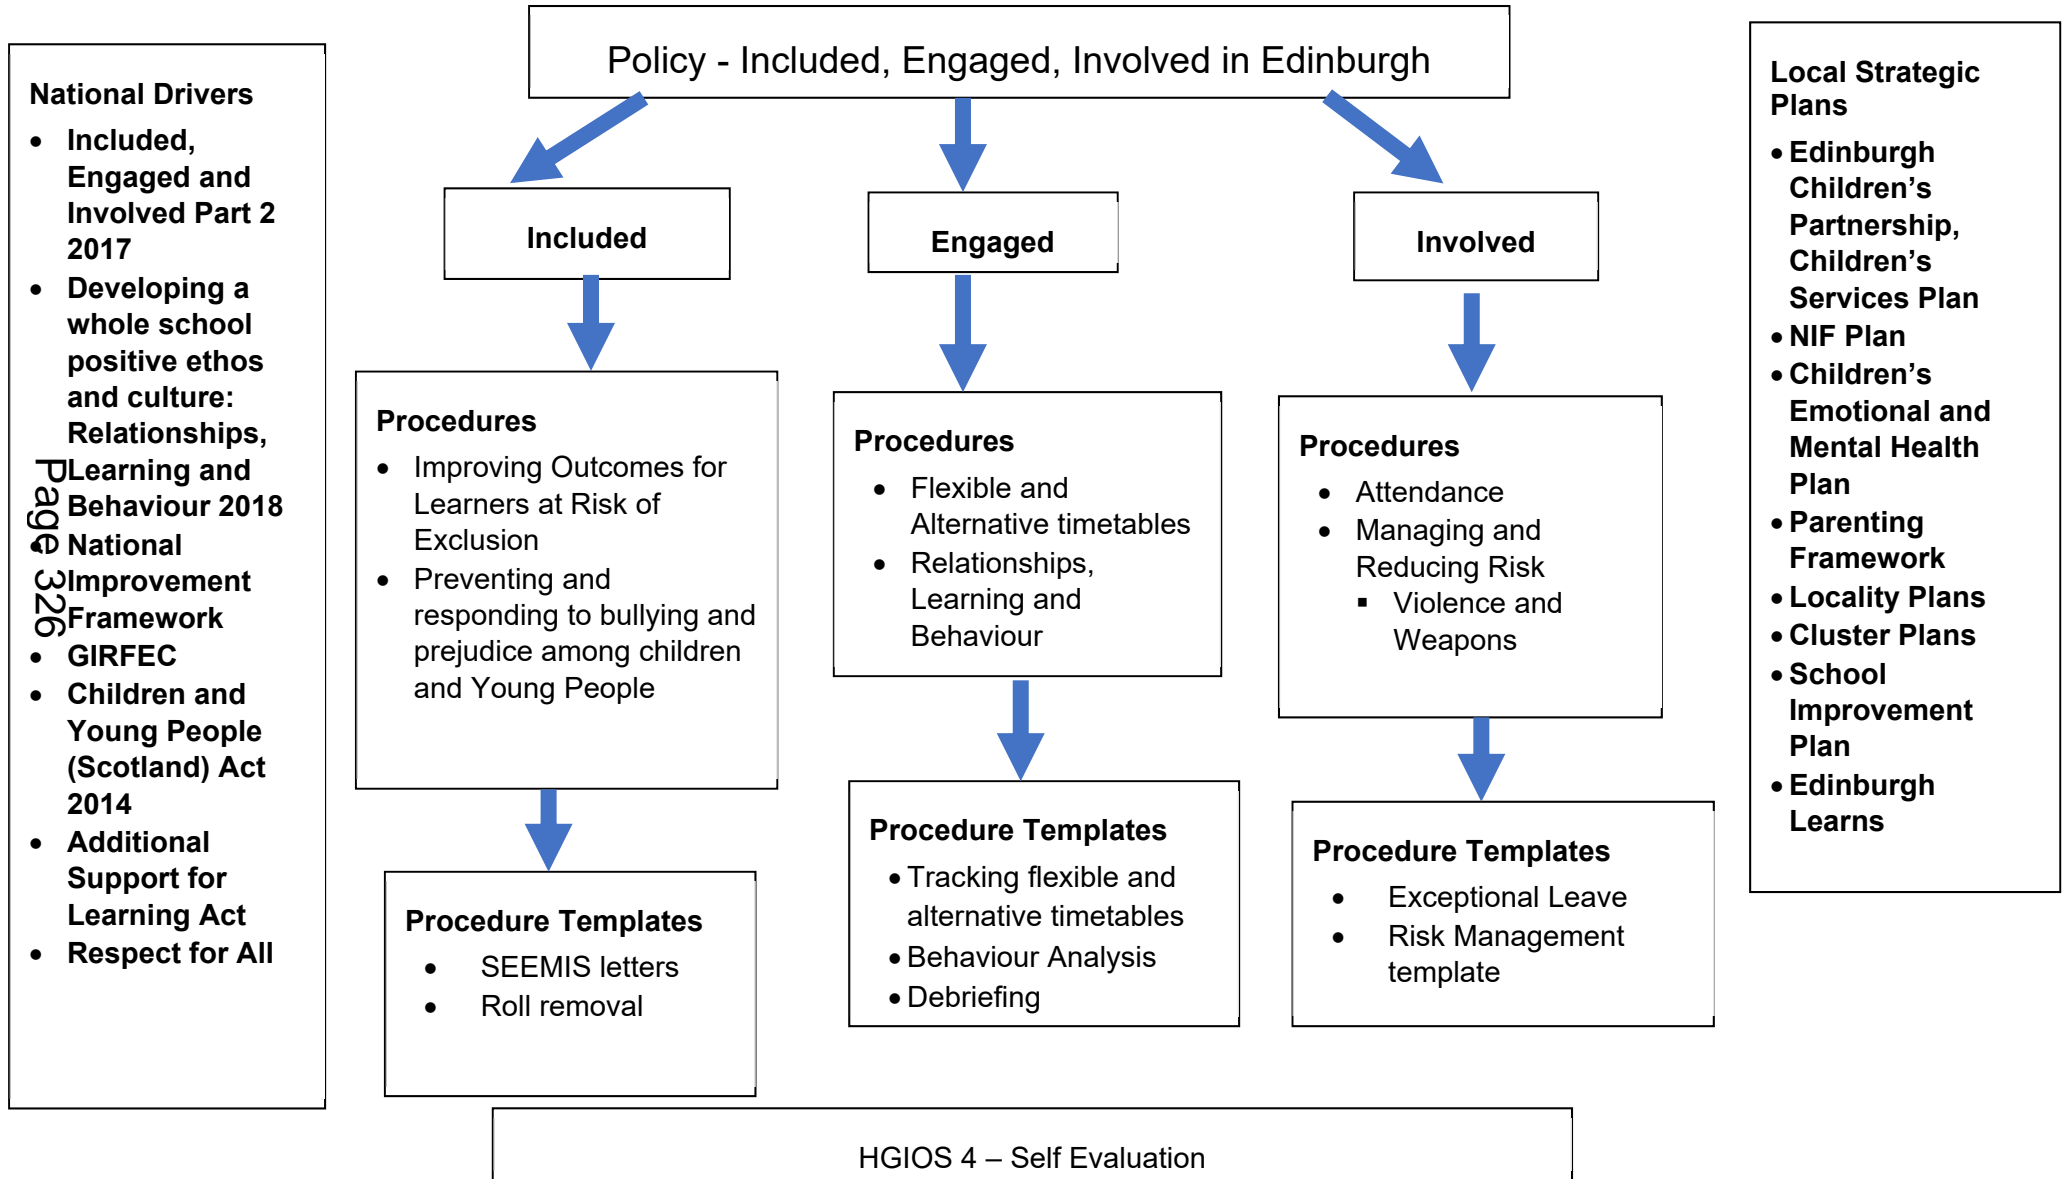 Policy - Included, Engaged, Involved in Edinburgh
National Drivers
• Included,
Engaged and
Involved Part 2
2017
• Developing a
whole school
positive ethos
and culture:
Relationships,
Learning and
Behaviour 2018
• National
Improvement
Framework
• GIRFEC
• Children and
Young People
(Scotland) Act
2014
• Additional
Support for
Learning Act
• Respect for All
Page 326
Included
Procedures
• Improving Outcomes for
Learners at Risk of
Exclusion
• Preventing and
responding to bullying and
prejudice among children
and Young People
Procedure Templates
• SEEMIS letters
• Roll removal
Engaged
Procedures
• Flexible and
Alternative timetables
• Relationships,
Learning and
Behaviour
Procedure Templates
• Tracking flexible and
alternative timetables
• Behaviour Analysis
• Debriefing
Involved
Procedures
• Attendance
• Managing and
Reducing Risk
▪ Violence and
Weapons
Procedure Templates
• Exceptional Leave
• Risk Management
template
Local Strategic
Plans
• Edinburgh
Children’s
Partnership,
Children’s
Services Plan
• NIF Plan
• Children’s
Emotional and
Mental Health
Plan
• Parenting
Framework
• Locality Plans
• Cluster Plans
• School
Improvement
Plan
• Edinburgh
Learns
HGIOS 4 – Self Evaluation